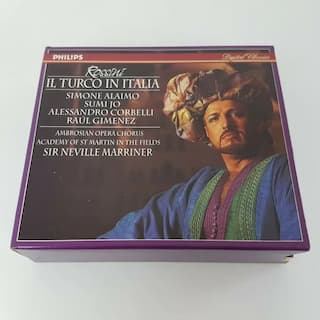 PHILIPS
Digital Classics
Rossini
IL TURCO IN ITALIA
SIMONE ALAIMO
SUMI JO
ALESSANDRO CORBELLI
RAÚL GIMENEZ
AMBROSIAN OPERA CHORUS
ACADEMY OF ST MARTIN IN THE FIELDS
SIR NEVILLE MARRINER